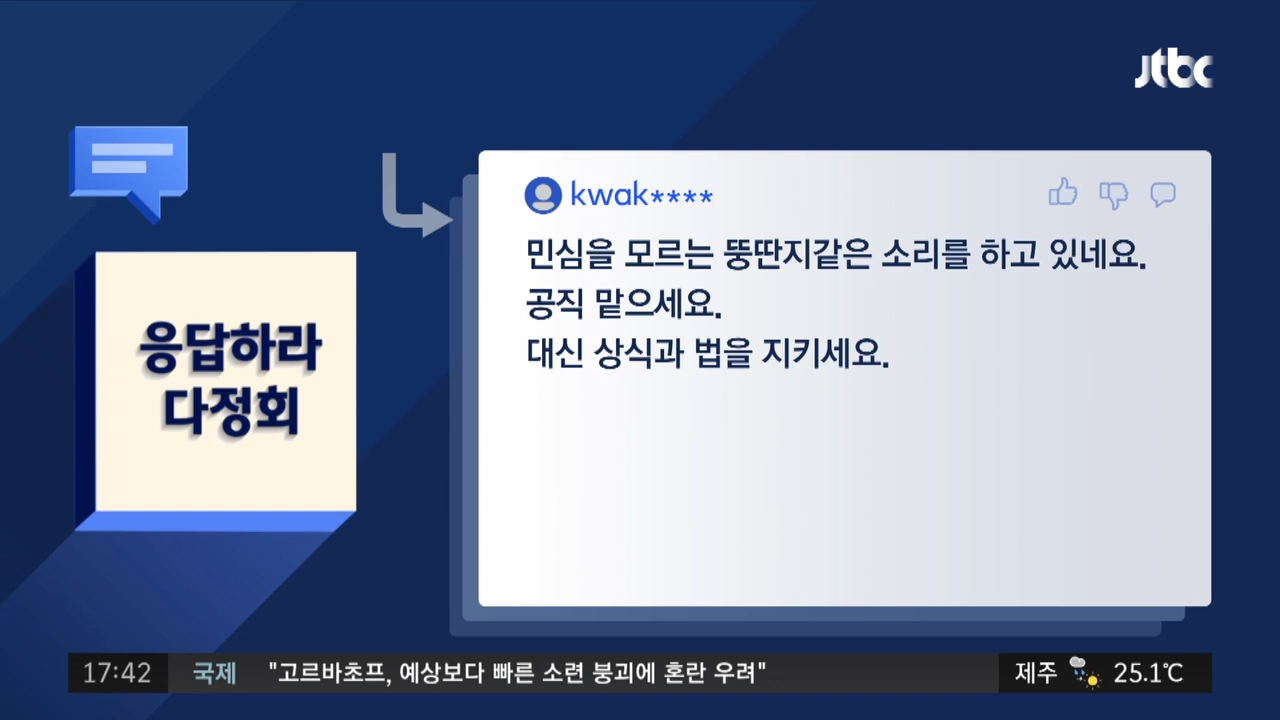 jtbc
kwak****
민심을 모르는 뚱딴지같은 소리를 하고 있네요.
공직 맡으세요.
대신 상식과 법을 지키세요.
응답하라
다정회
17:42 국제 "고르바초프, 예상보다 빠른 소련 붕괴에 혼란 우려" 제주 25.1℃